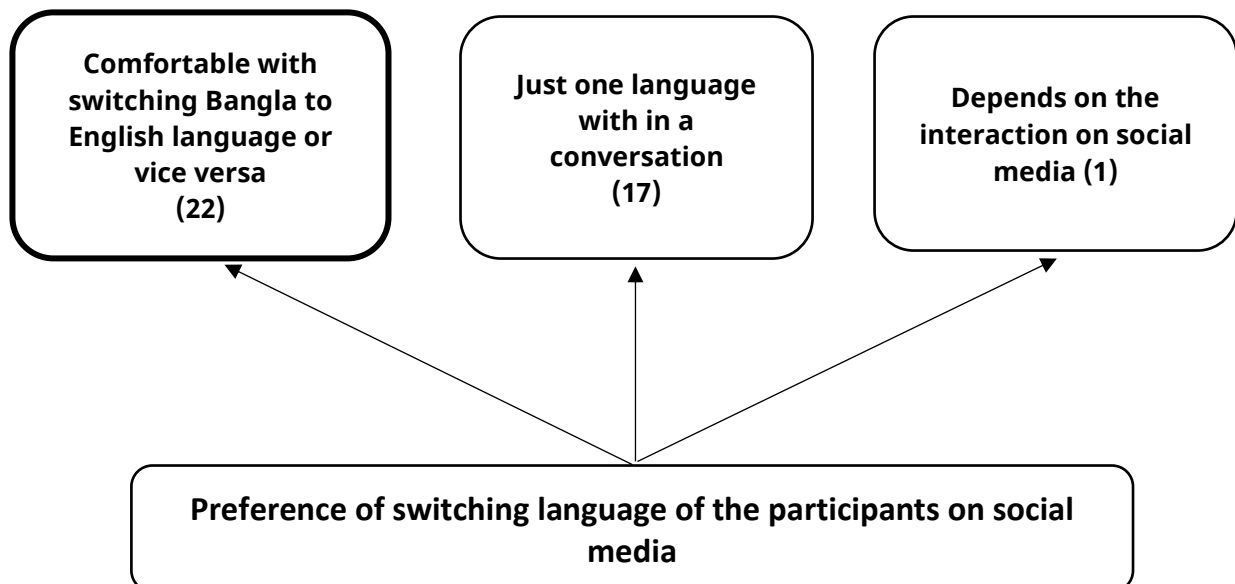 Comfortable with
switching Bangla to
English language or
vice versa
(22)
Just one language
with in a
conversation
(17)
Depends on the
interaction on social
media (1)
Preference of switching language of the participants on social
media